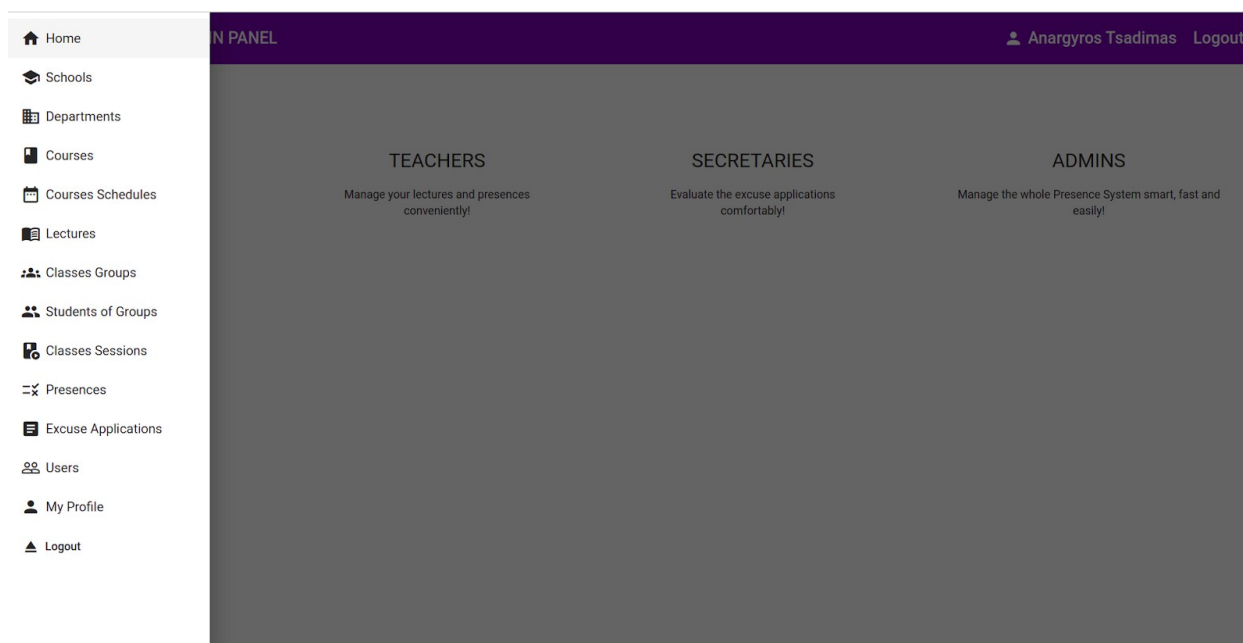 Home
IN PANEL
Anargyros Tsadimas Logout
Schools
Departments
Courses
Courses Schedules
Lectures
Classes Groups
Students of Groups
Classes Sessions
Presences
Excuse Applications
Users
My Profile
Logout
TEACHERS
Manage your lectures and presences
conveniently!
SECRETARIES
Evaluate the excuse applications
comfortably!
ADMINS
Manage the whole Presence System smart, fast and
easily!